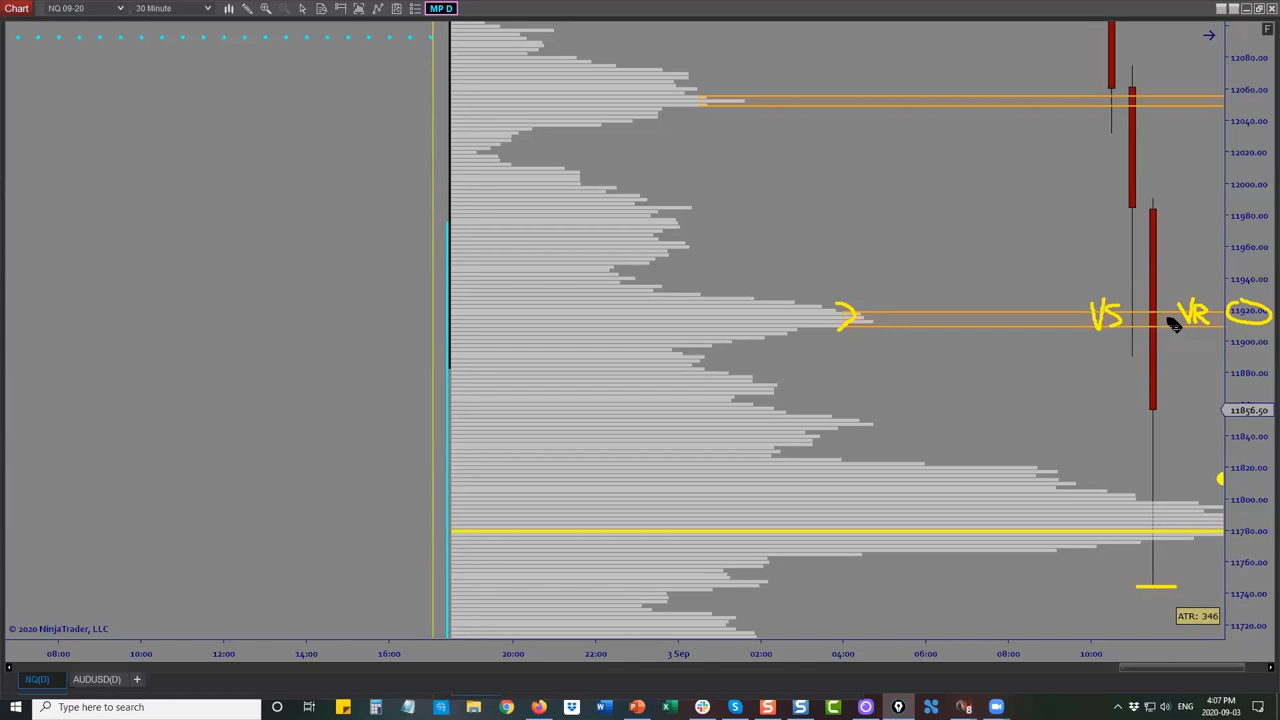 Chart
NQ 09-20
30 Minute
MP D
F
12080.00
12060.00
12040.00
12020.00
12000.00
11980.00
11960.00
11940.00
11920.00
11900.00
11880.00
11856.50
11840.00
11820.00
11800.00
11780.00
11760.00
11740.00
11720.00
VS
VR
ATR: 346
© 2020 NinjaTrader, LLC
08:00
10:00
14:00
16:00
20:00
22:00
3 Sep
02:00
04:00
06:00
08:00
10:00
NQ(D)
AUDUSD(D)
Type here to search
ENG
4:07 PM
2020-09-03